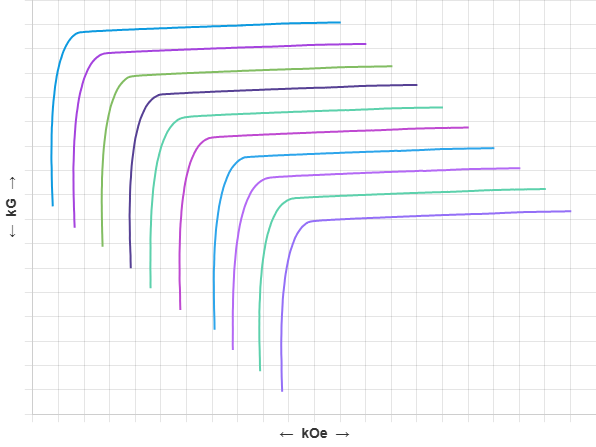 ← kG →
← kOe →